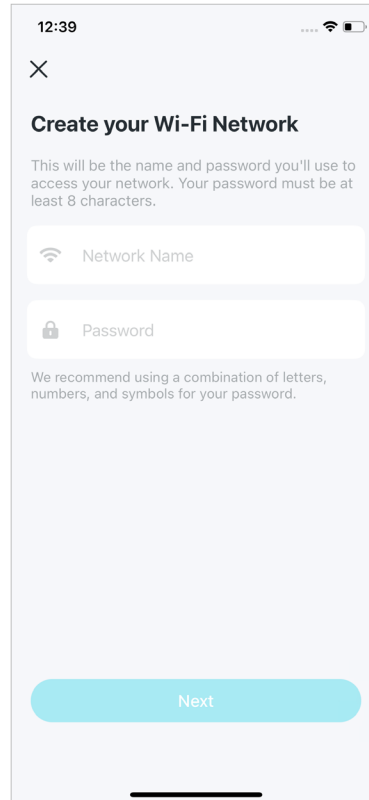 12:39
Create your Wi-Fi Network
This will be the name and password you'll use to
access your network. Your password must be at
least 8 characters.
Network Name
Password
We recommend using a combination of letters,
numbers, and symbols for your password.
Next